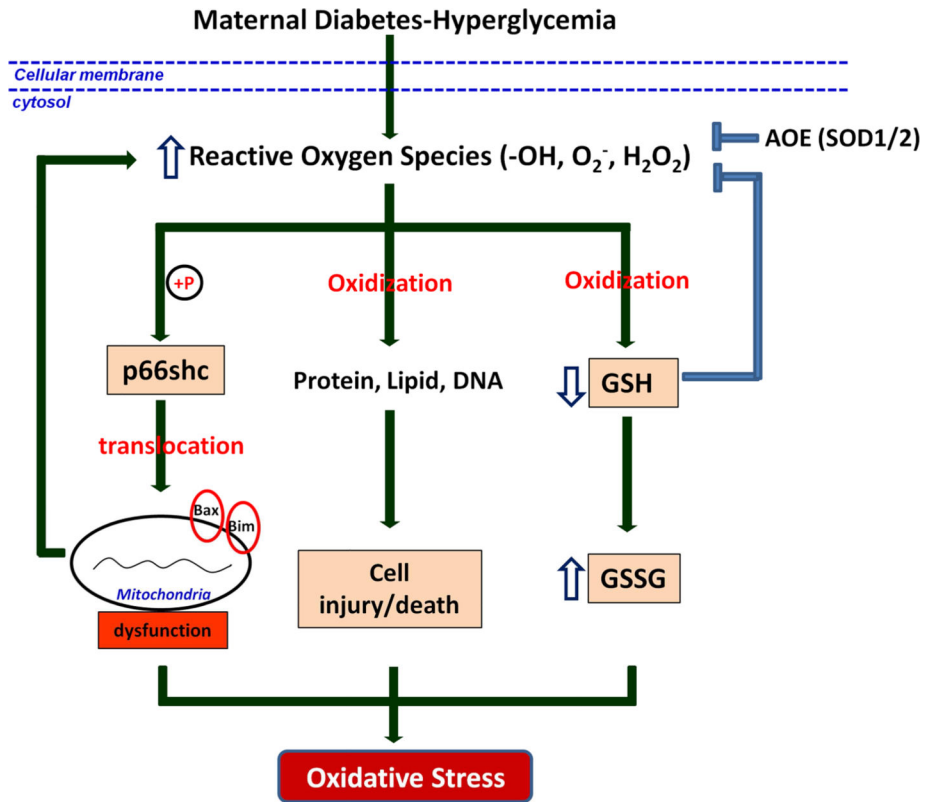 Maternal Diabetes-Hyperglycemia
Cellular membrane
cytosol
Reactive Oxygen Species (-OH, O₂⁻, H₂O₂)
AOE (SOD1/2)
+P
Oxidization
Oxidization
p66shc
Protein, Lipid, DNA
GSH
translocation
Bax
Bim
Mitochondria
dysfunction
Cell
injury/death
GSSG
Oxidative Stress